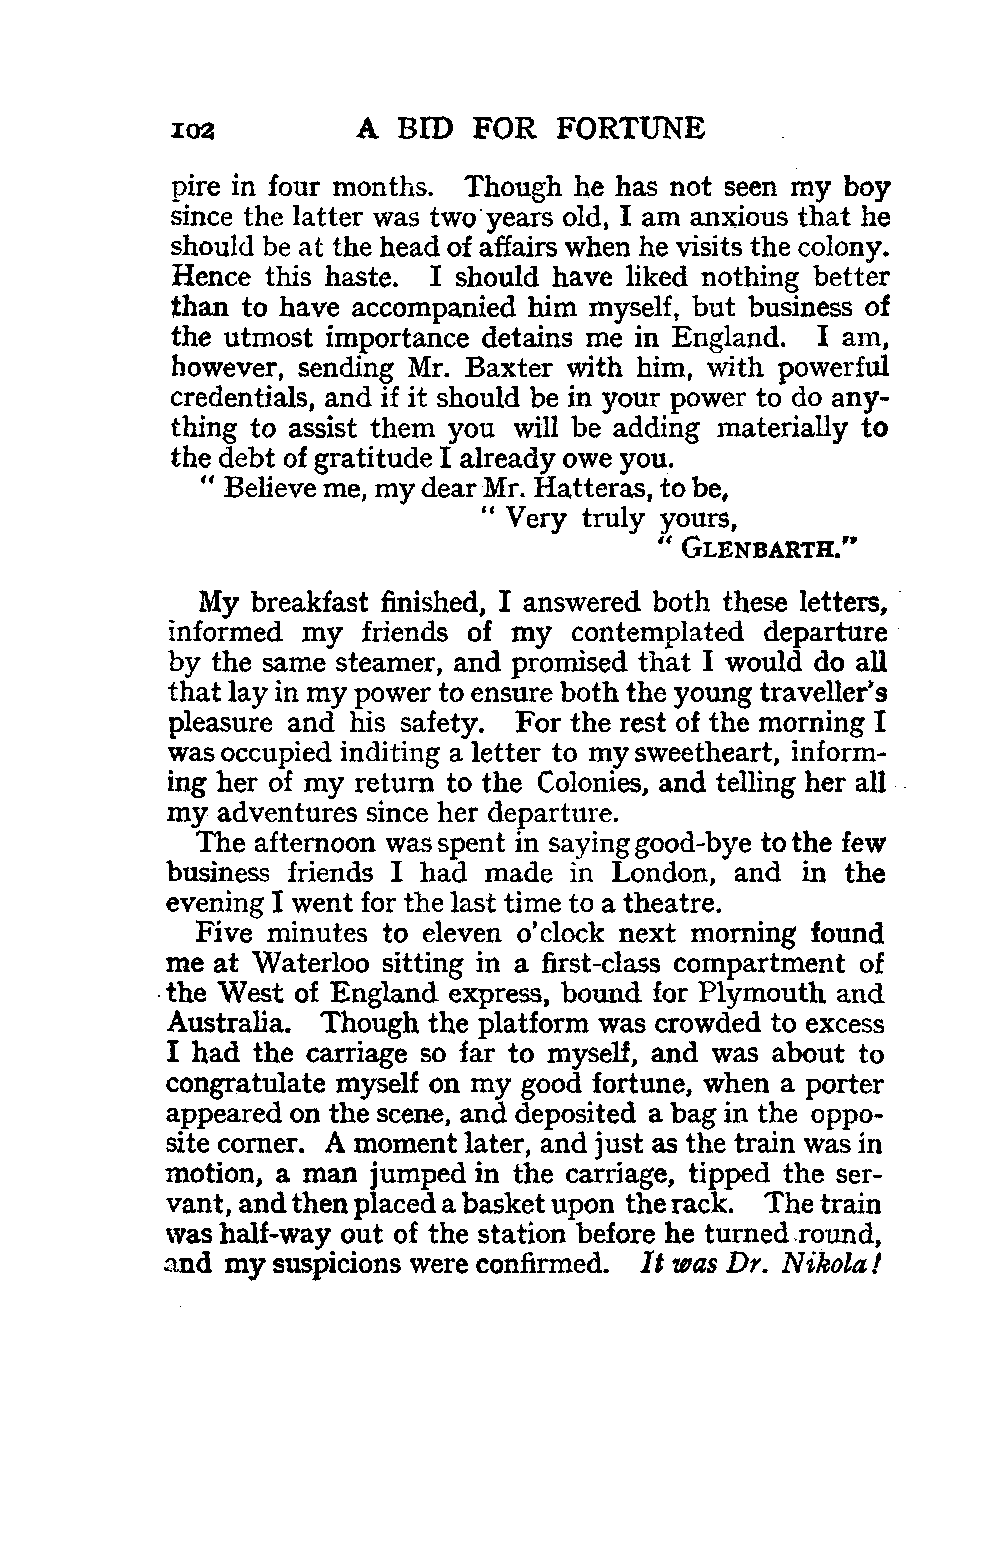 102 A BID FOR FORTUNE
pire in four months. Though he has not seen my boy
since the latter was two years old, I am anxious that he
should be at the head of affairs when he visits the colony.
Hence this haste. I should have liked nothing better
than to have accompanied him myself, but business of
the utmost importance detains me in England. I am,
however, sending Mr. Baxter with him, with powerful
credentials, and if it should be in your power to do any-
thing to assist them you will be adding materially to
the debt of gratitude I already owe you.
" Believe me, my dear Mr. Hatteras, to be,
" Very truly yours,
" GLENBARTH."
My breakfast finished, I answered both these letters,
informed my friends of my contemplated departure
by the same steamer, and promised that I would do all
that lay in my power to ensure both the young traveller's
pleasure and his safety. For the rest of the morning I
was occupied inditing a letter to my sweetheart, inform-
ing her of my return to the Colonies, and telling her all
my adventures since her departure.
The afternoon was spent in saying good-bye to the few
business friends I had made in London, and in the
evening I went for the last time to a theatre.
Five minutes to eleven o'clock next morning found
me at Waterloo sitting in a first-class compartment of
the West of England express, bound for Plymouth and
Australia. Though the platform was crowded to excess
I had the carriage so far to myself, and was about to
congratulate myself on my good fortune, when a porter
appeared on the scene, and deposited a bag in the oppo-
site corner. A moment later, and just as the train was in
motion, a man jumped in the carriage, tipped the ser-
vant, and then placed a basket upon the rack. The train
was half-way out of the station before he turned round,
and my suspicions were confirmed. It was Dr. Nikola!